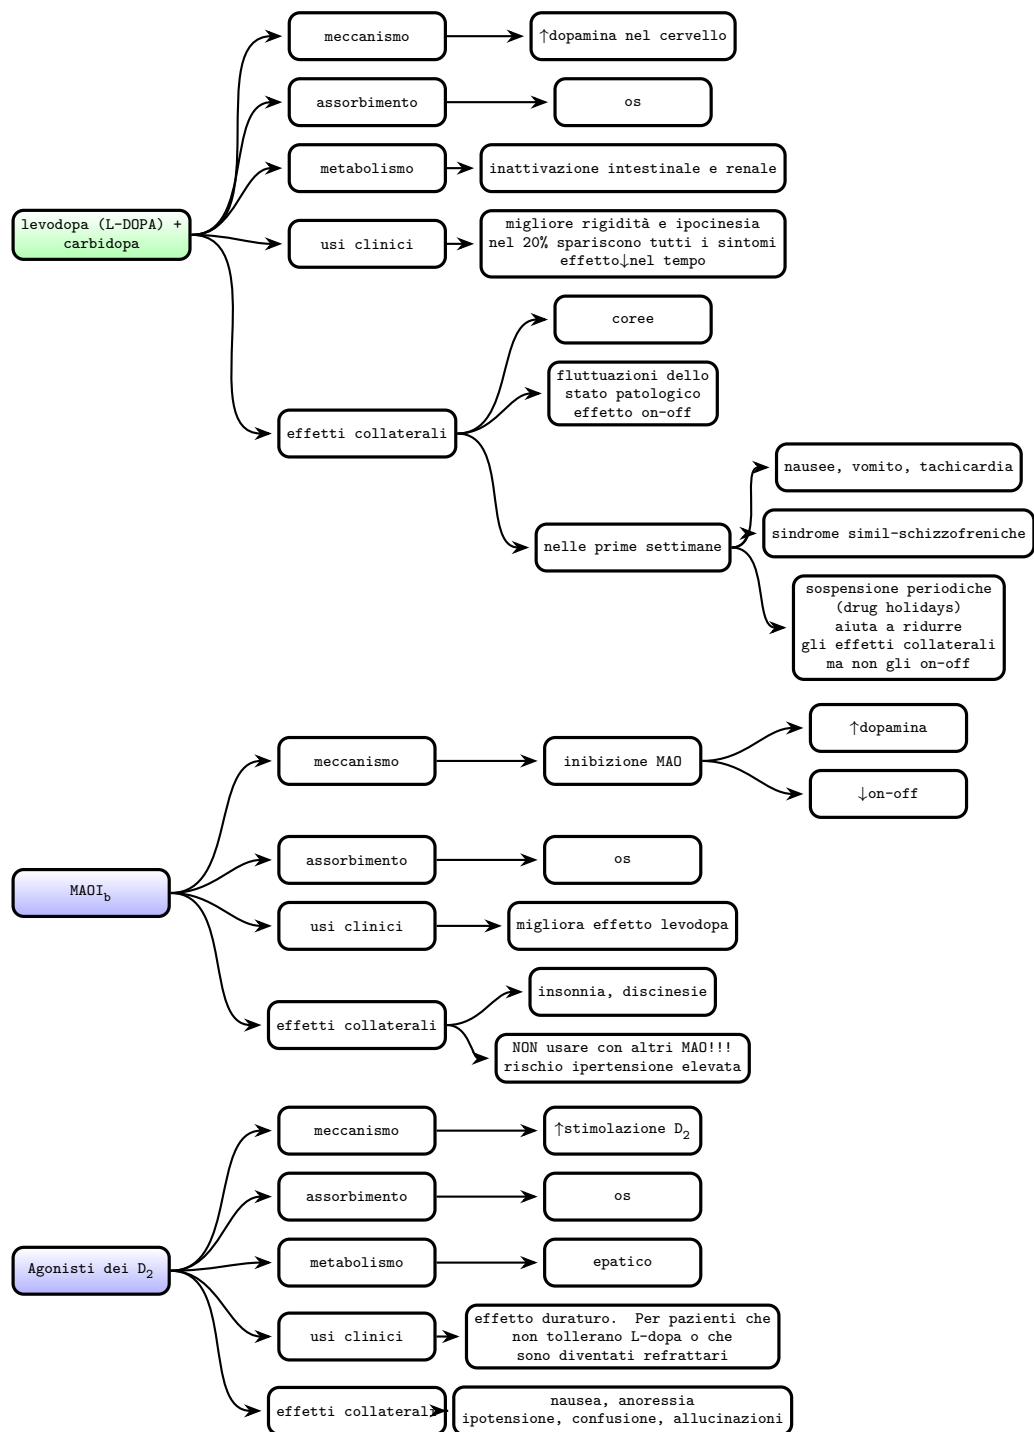 levodopa (L-DOPA) +
carbidopa
meccanismo
↑dopamina nel cervello
assorbimento
os
metabolismo
inattivazione intestinale e renale
usi clinici
migliore rigidità e ipocinesia
nel 20% spariscono tutti i sintomi
effetto↓nel tempo
effetti collaterali
coree
fluttuazioni dello
stato patologico
effetto on-off
nelle prime settimane
nausee, vomito, tachicardia
sindrome simil-schizzofreniche
sospensione periodiche
(drug holidays)
aiuta a ridurre
gli effetti collaterali
ma non gli on-off
MAOI_b
meccanismo
inibizione MAO
↑dopamina
↓on-off
assorbimento
os
usi clinici
migliora effetto levodopa
effetti collaterali
insonnia, discinesie
NON usare con altri MAO!!!
rischio ipertensione elevata
Agonisti dei D₂
meccanismo
↑stimolazione D₂
assorbimento
os
metabolismo
epatico
usi clinici
effetto duraturo. Per pazienti che
non tollerano L-dopa o che
sono diventati refrattari
effetti collaterali
nausea, anoressia
ipotensione, confusione, allucinazioni